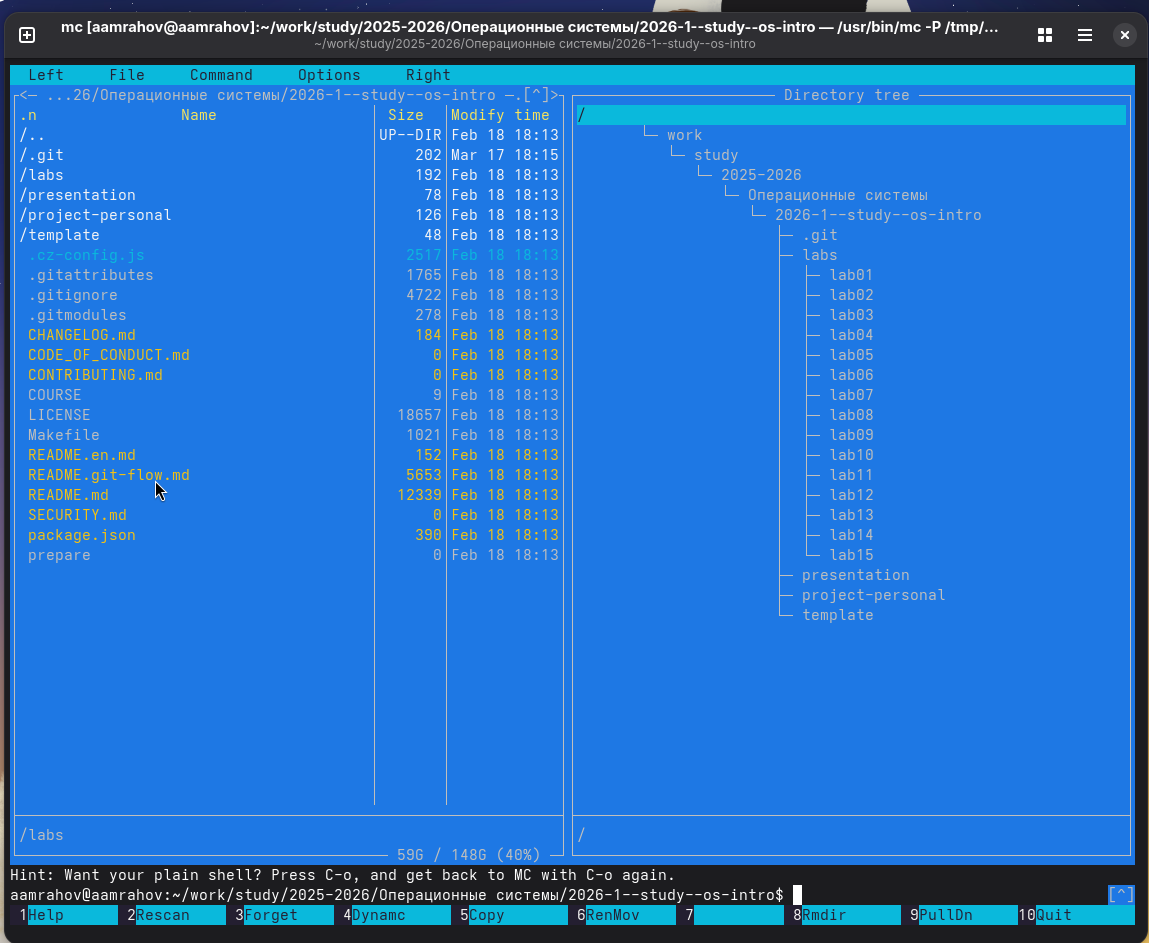 mc [aamrahov@aamrahov]:~/work/study/2025-2026/Операционные системы/2026-1--study--os-intro — /usr/bin/mc -P /tmp/...
~/work/study/2025-2026/Операционные системы/2026-1--study--os-intro
Left File Command Options Right
<— ...26/Операционные системы/2026-1--study--os-intro —.[^]>
.n Name Size Modify time
/.. UP--DIR Feb 18 18:13
/.git 202 Mar 17 18:15
/labs 192 Feb 18 18:13
/presentation 78 Feb 18 18:13
/project-personal 126 Feb 18 18:13
/template 48 Feb 18 18:13
.cz-config.js 2517 Feb 18 18:13
.gitattributes 1765 Feb 18 18:13
.gitignore 4722 Feb 18 18:13
.gitmodules 278 Feb 18 18:13
CHANGELOG.md 184 Feb 18 18:13
CODE_OF_CONDUCT.md 0 Feb 18 18:13
CONTRIBUTING.md 0 Feb 18 18:13
COURSE 9 Feb 18 18:13
LICENSE 18657 Feb 18 18:13
Makefile 1021 Feb 18 18:13
README.en.md 152 Feb 18 18:13
README.git-flow.md 5653 Feb 18 18:13
README.md 12339 Feb 18 18:13
SECURITY.md 0 Feb 18 18:13
package.json 390 Feb 18 18:13
prepare 0 Feb 18 18:13
/labs
59G / 148G (40%)
Directory tree
/
work
study
2025-2026
Операционные системы
2026-1--study--os-intro
.git
labs
lab01
lab02
lab03
lab04
lab05
lab06
lab07
lab08
lab09
lab10
lab11
lab12
lab13
lab14
lab15
presentation
project-personal
template
/
Hint: Want your plain shell? Press C-o, and get back to MC with C-o again.
aamrahov@aamrahov:~/work/study/2025-2026/Операционные системы/2026-1--study--os-intro$ [^]
1Help 2Rescan 3Forget 4Dynamc 5Copy 6RenMov 7 8Rmdir 9PullDn 10Quit